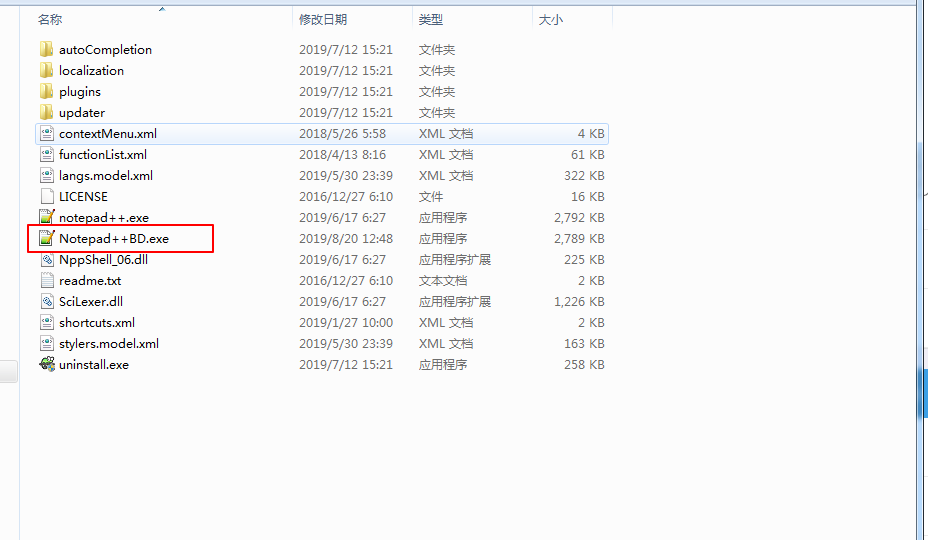 名称 修改日期 类型 大小
autoCompletion 2019/7/12 15:21 文件夹
localization 2019/7/12 15:21 文件夹
plugins 2019/7/12 15:21 文件夹
updater 2019/7/12 15:21 文件夹
contextMenu.xml 2018/5/26 5:58 XML 文档 4 KB
functionList.xml 2018/4/13 8:16 XML 文档 61 KB
langs.model.xml 2019/5/30 23:39 XML 文档 322 KB
LICENSE 2016/12/27 6:10 文件 16 KB
notepad++.exe 2019/6/17 6:27 应用程序 2,792 KB
Notepad++BD.exe 2019/8/20 12:48 应用程序 2,789 KB
NppShell_06.dll 2019/6/17 6:27 应用程序扩展 225 KB
readme.txt 2016/12/27 6:10 文本文档 2 KB
SciLexer.dll 2019/6/17 6:27 应用程序扩展 1,226 KB
shortcuts.xml 2019/1/27 10:00 XML 文档 2 KB
stylers.model.xml 2019/5/30 23:39 XML 文档 163 KB
uninstall.exe 2019/7/12 15:21 应用程序 258 KB